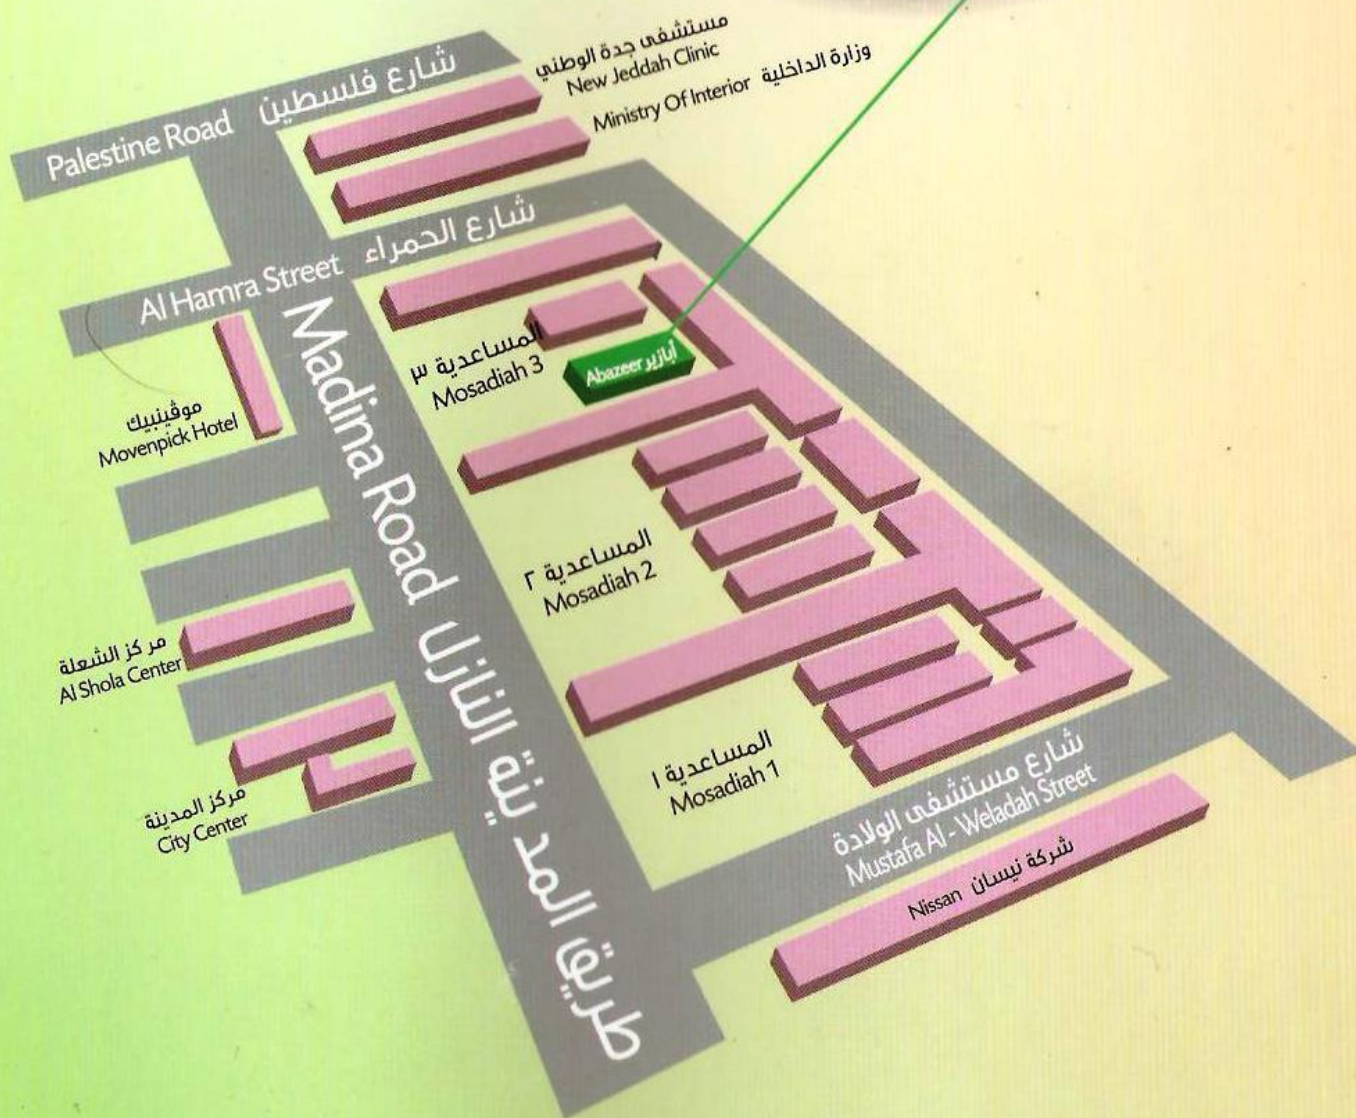 مستشفى جدة الوطني
New Jeddah Clinic
Ministry Of Interior وزارة الداخلية
Palestine Road شارع فلسطين
Al Hamra Street شارع الحمراء
Madina Road طريق المدينة النازل
موڤينبيك
Movenpick Hotel
المساعدية ٣
Mosadiah 3
Abazeer أبازير
المساعدية ٢
Mosadiah 2
مركز الشعلة
Al Shola Center
المساعدية ١
Mosadiah 1
مركز المدينة
City Center
شارع مستشفى الولادة
Mustafa Al - Weladah Street
Nissan شركة نيسان